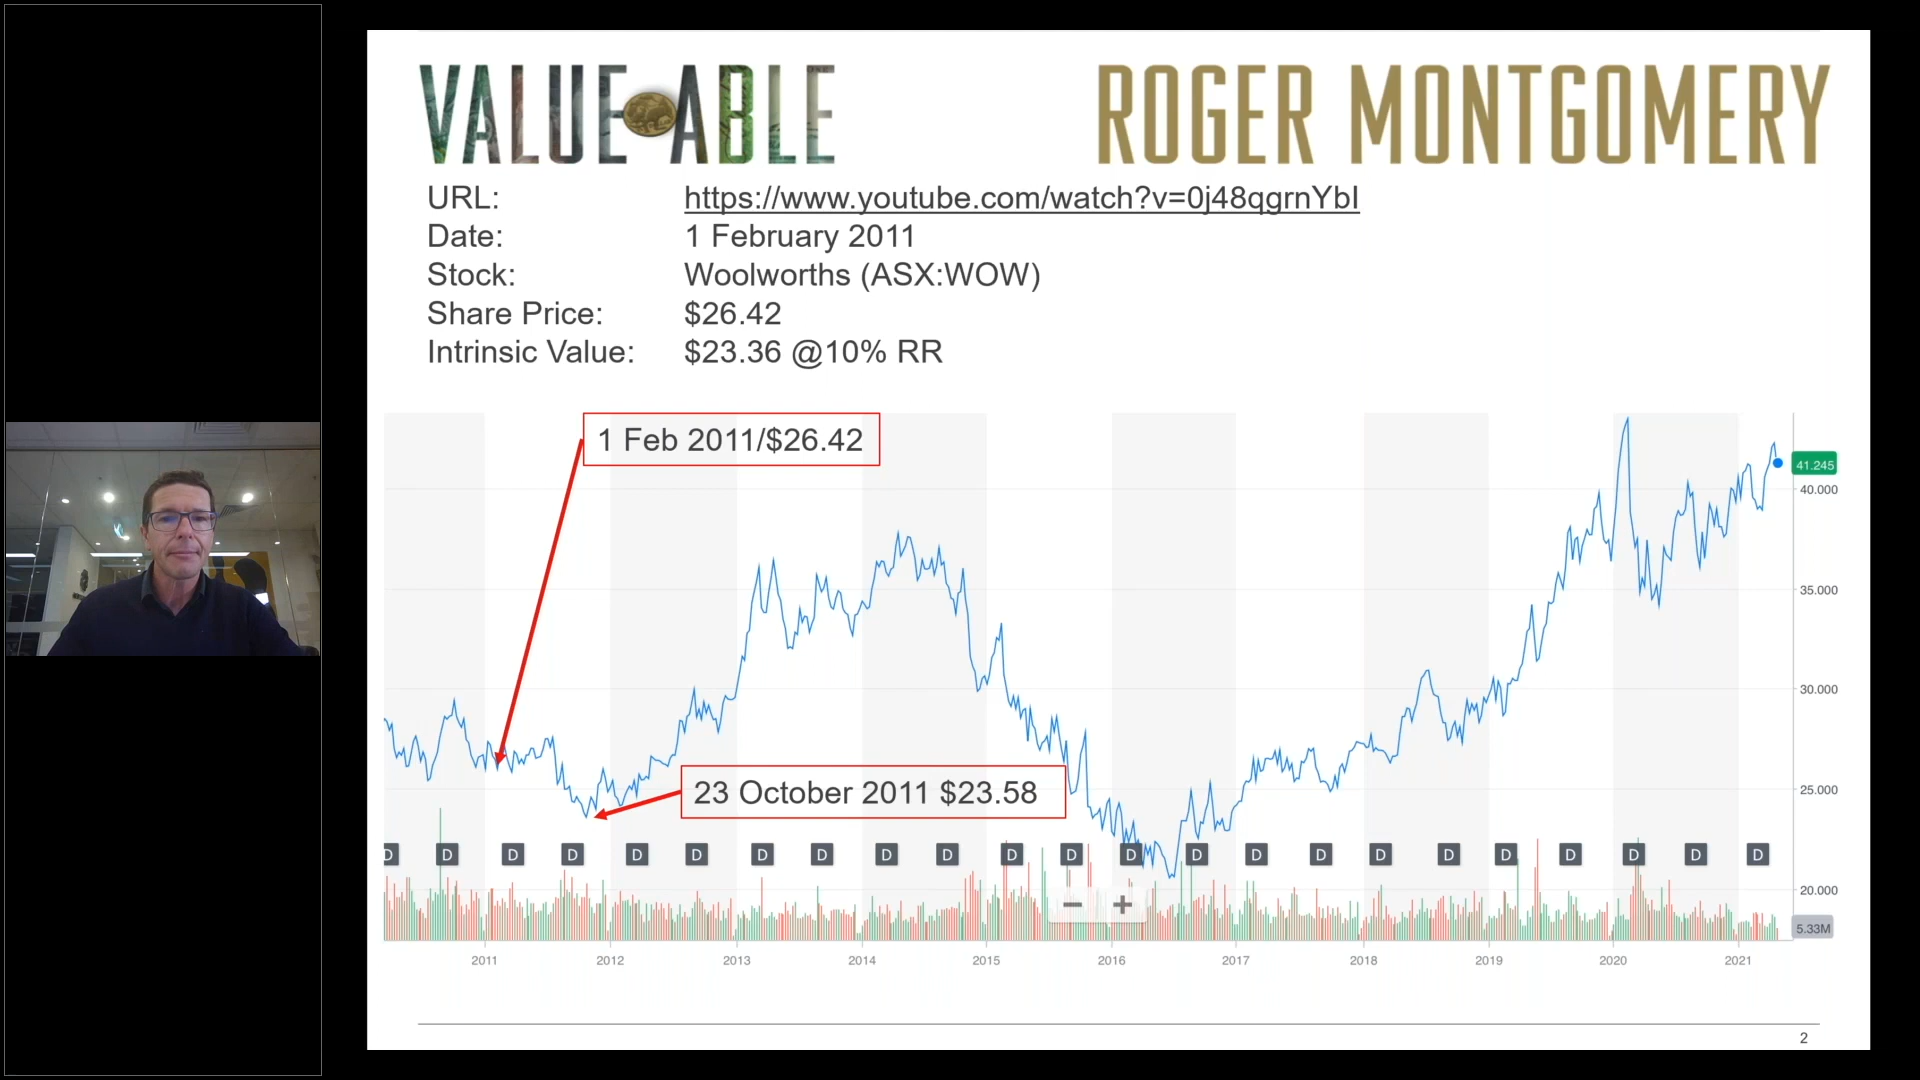 VALUE ABLE
ROGER MONTGOMERY
URL: https://www.youtube.com/watch?v=0j48qgrnYbI
Date: 1 February 2011
Stock: Woolworths (ASX:WOW)
Share Price: $26.42
Intrinsic Value: $23.36 @10% RR
1 Feb 2011/$26.42
41.245
40.000
35.000
30.000
23 October 2011 $23.58
25.000
D D D D D D D D D D D D D D D D D D D D D D D
20.000
− +
5.33M
2011 2012 2013 2014 2015 2016 2017 2018 2019 2020 2021
2